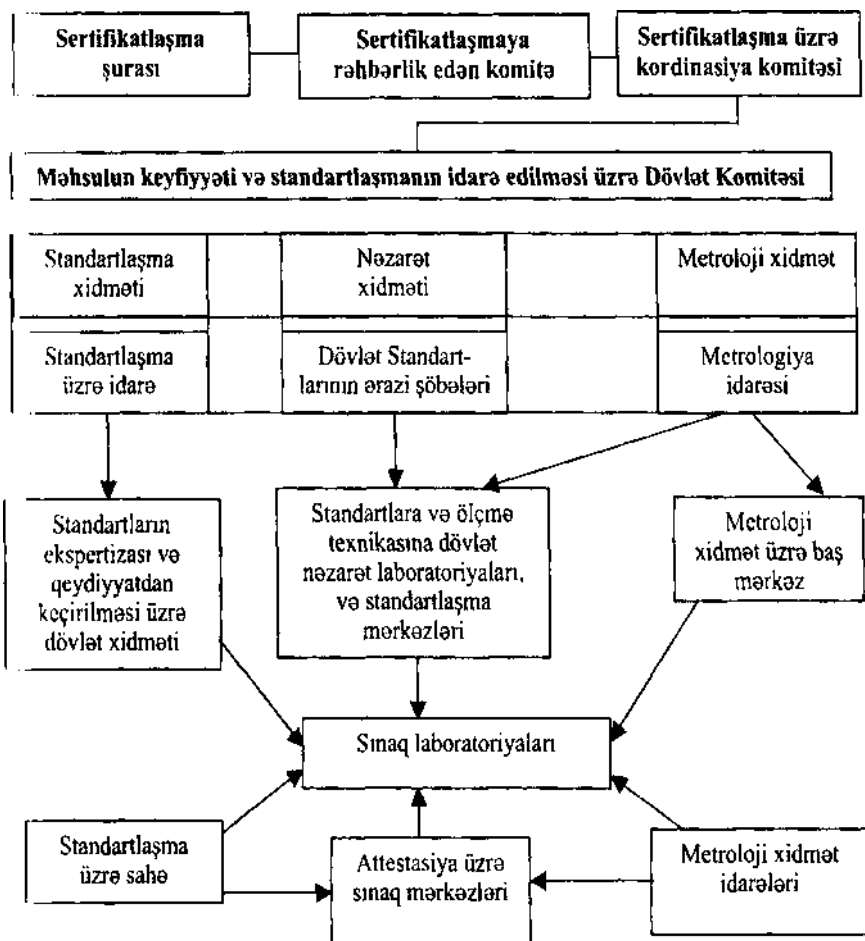 Sertifikatlaşma
şurası
Sertifikatlaşmaya
rəhbərlik edən komitə
Sertifikatlaşma üzrə
kordinasiya komitəsi
Məhsulun keyfiyyəti və standartlaşmanın idarə edilməsi üzrə Dövlət Komitəsi
Standartlaşma
xidməti
Nəzarət
xidməti
Metroloji xidmət
Standartlaşma
üzrə idarə
Dövlət Standart-
larının ərazi şöbələri
Metrologiya
idarəsi
Standartların
ekspertizası və
qeydiyyatdan
keçirilməsi üzrə
dövlət xidməti
Standartlara və ölçmə
texnikasına dövlət
nəzarət laboratoriyaları,
və standartlaşma
mərkəzləri
Metroloji
xidmət üzrə baş
mərkəz
Sınaq laboratoriyaları
Standartlaşma
üzrə sahə
Attestasiya üzrə
sınaq mərkəzləri
Metroloji xidmət
idarələri